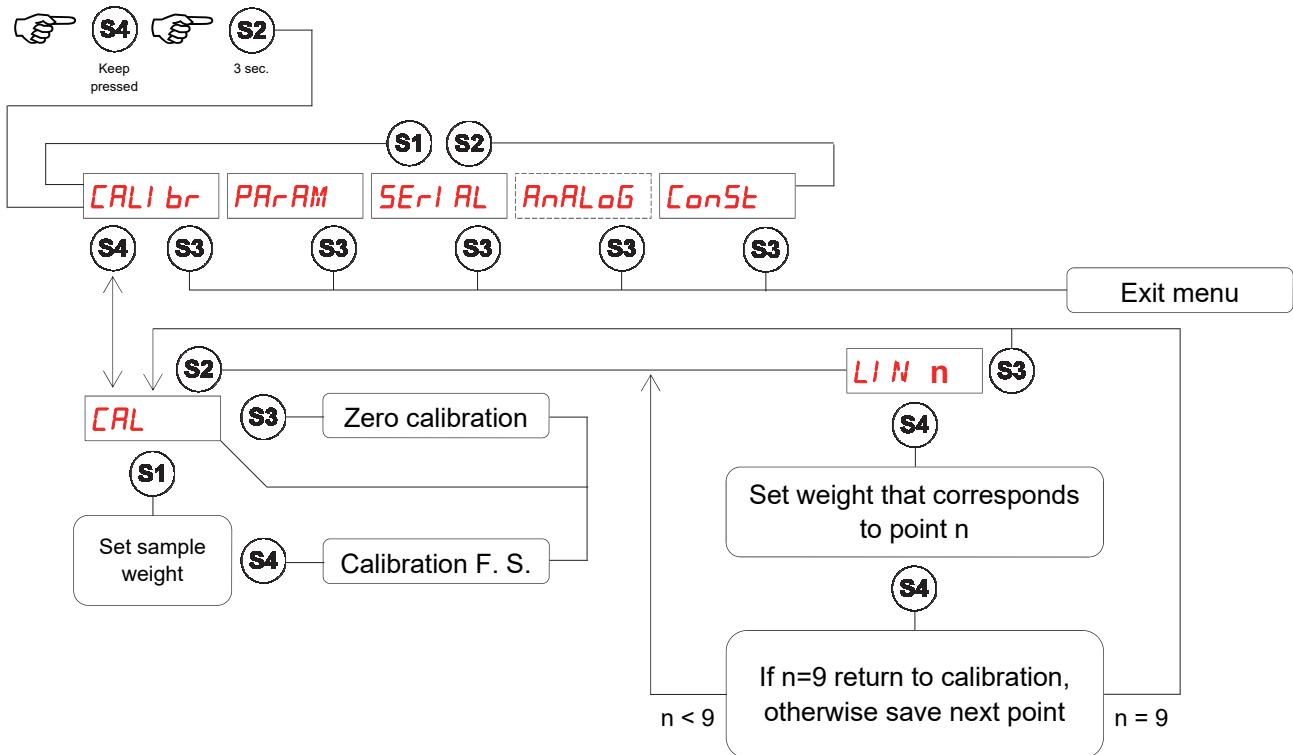 S4 S2
Keep
pressed
3 sec.
S1 S2
CALIbr PArAM SErIAL AnALoG ConSt
S4 S3 S3 S3 S3 S3
Exit menu
S2
LIN n S3
CAL
S3 Zero calibration
S4
S1
Set weight that corresponds
to point n
Set sample
weight
S4 Calibration F. S.
S4
If n=9 return to calibration,
otherwise save next point
n < 9
n = 9